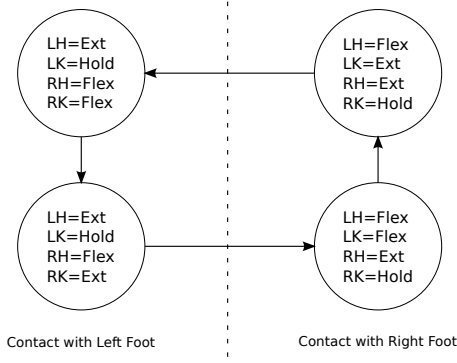 LH=Ext
LK=Hold
RH=Flex
RK=Flex
LH=Flex
LK=Ext
RH=Ext
RK=Hold
LH=Ext
LK=Hold
RH=Flex
RK=Ext
LH=Flex
LK=Flex
RH=Ext
RK=Hold
Contact with Left Foot
Contact with Right Foot